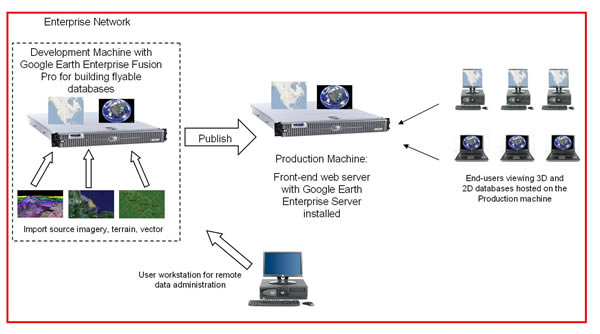 Enterprise Network
Development Machine with
Google Earth Enterprise Fusion
Pro for building flyable
databases
Import source imagery, terrain, vector
Publish
Production Machine:
Front-end web server
with Google Earth
Enterprise Server
installed
End-users viewing 3D and
2D databases hosted on the
Production machine
User workstation for remote
data administration